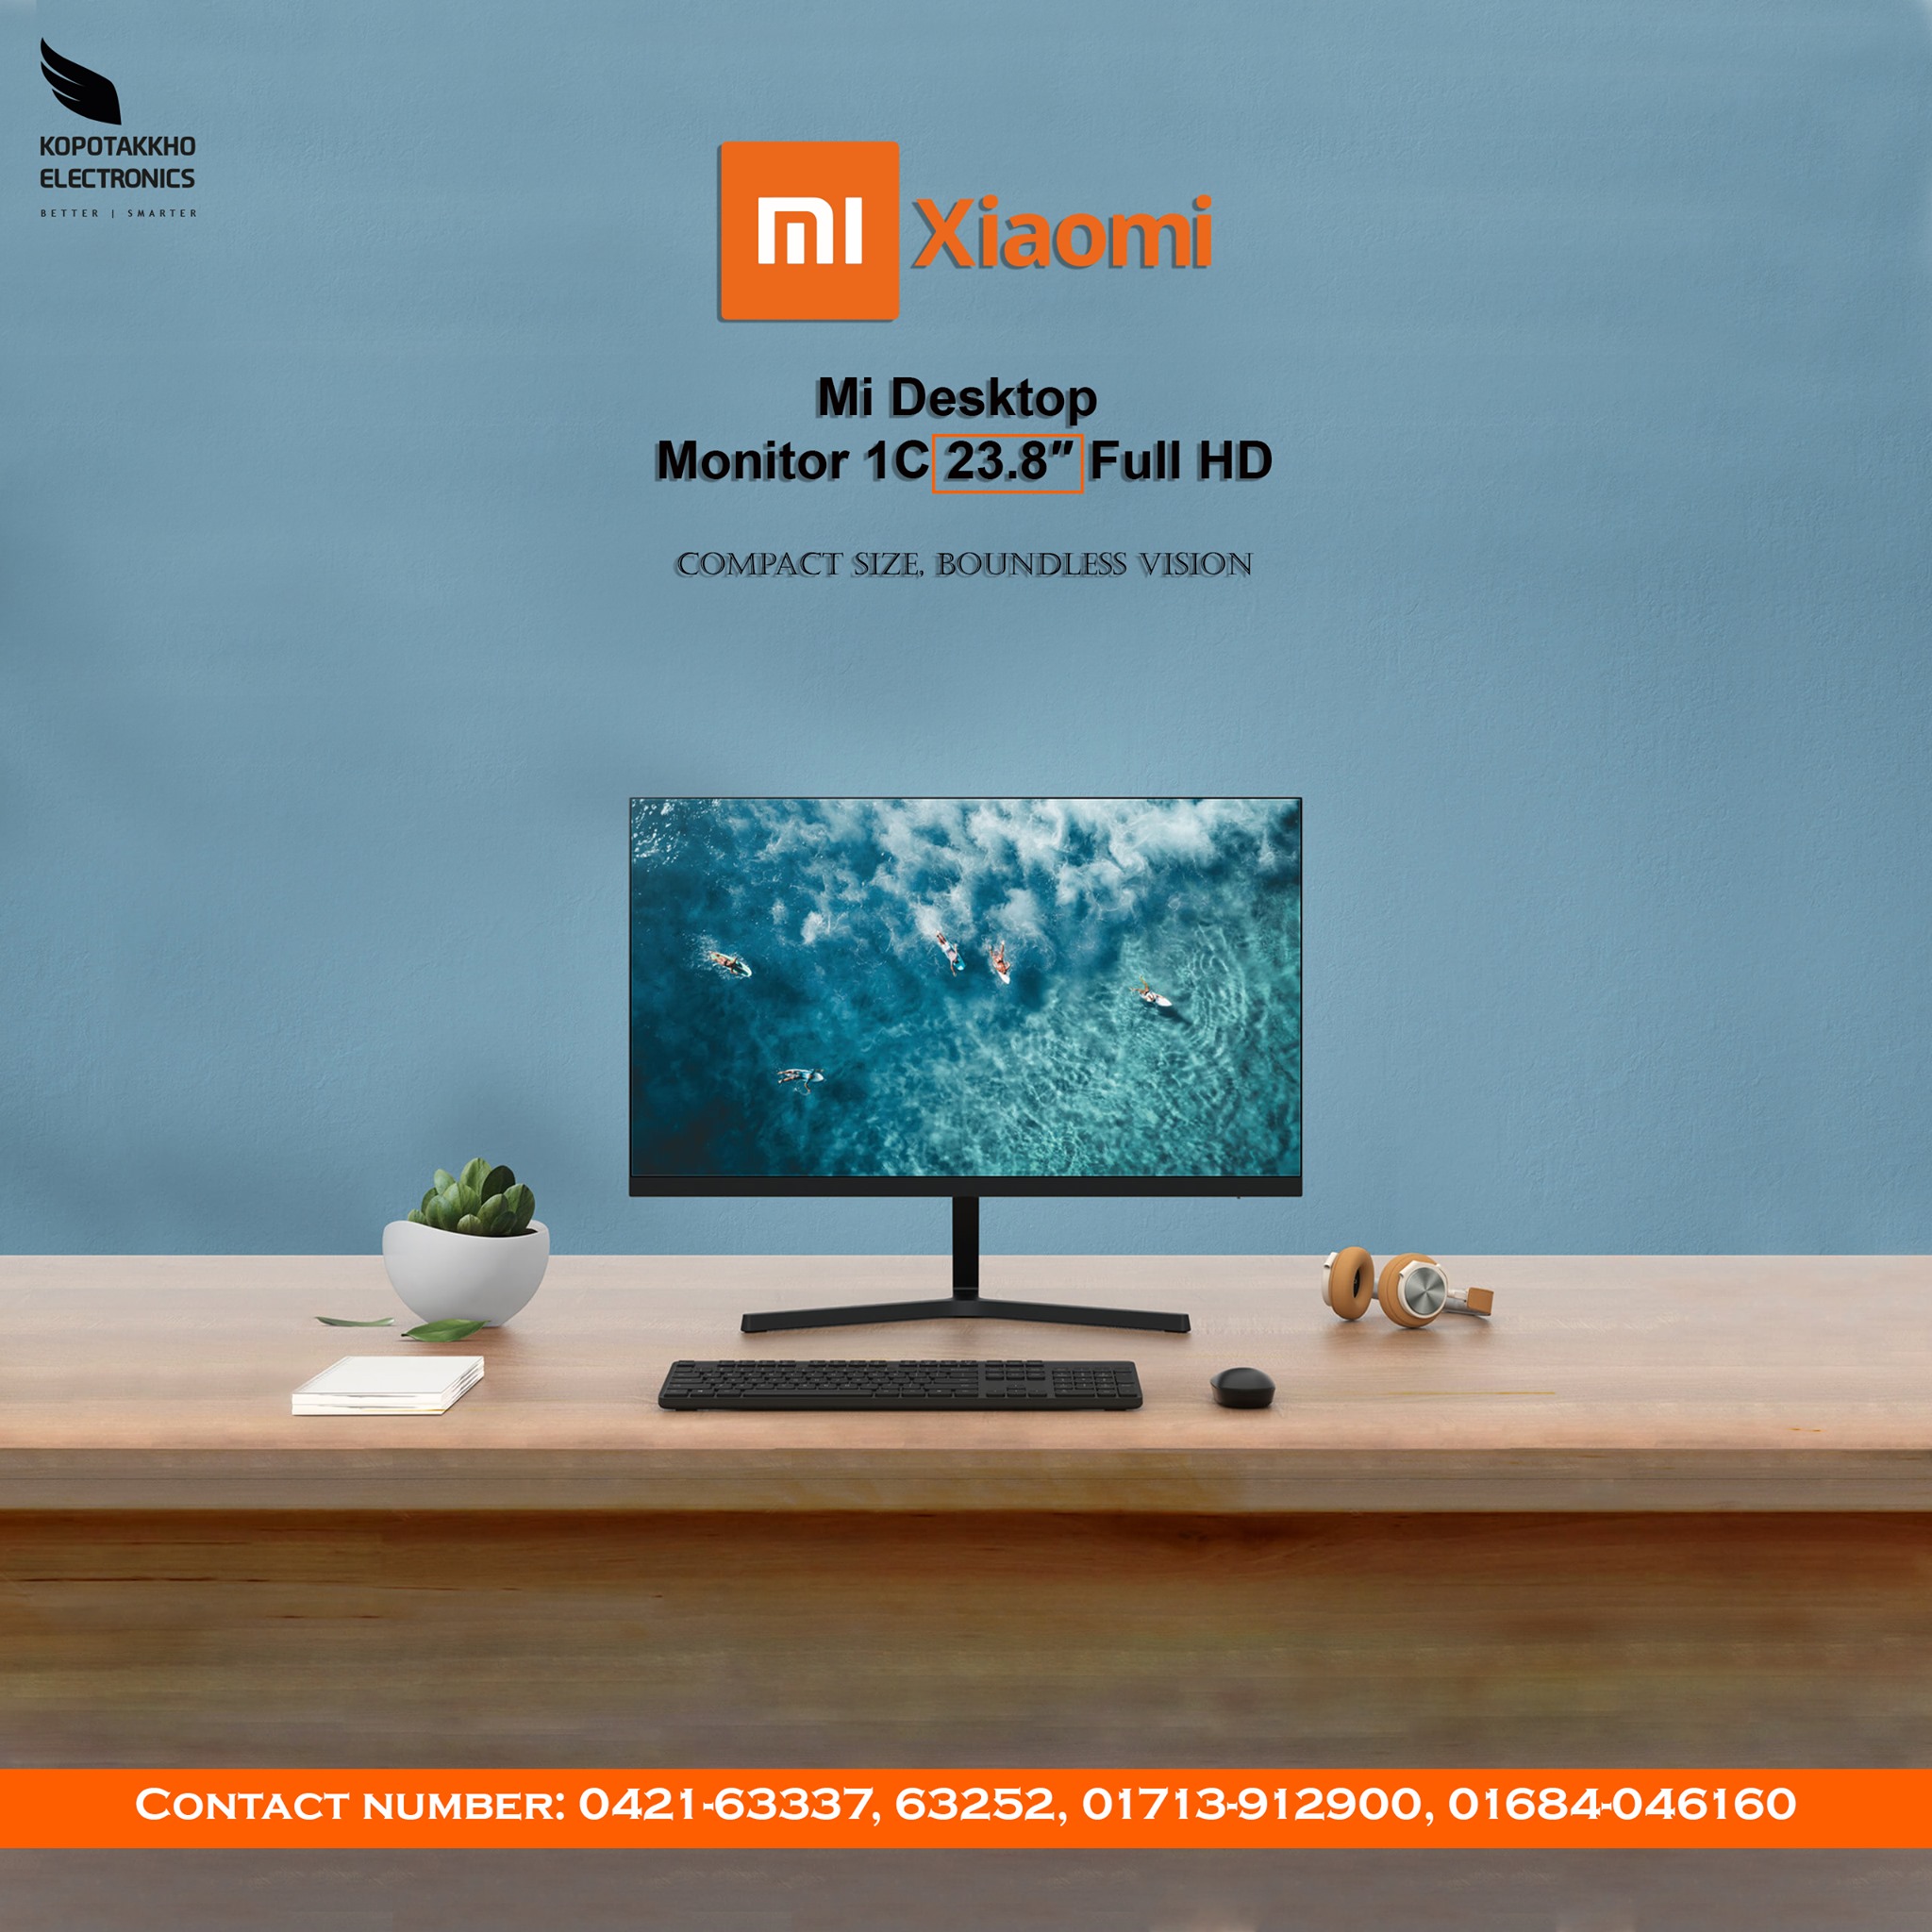 KOPOTAKKHO
ELECTRONICS
BETTER | SMARTER
mi Xiaomi
Mi Desktop
Monitor 1C 23.8" Full HD
COMPACT SIZE, BOUNDLESS VISION
CONTACT NUMBER: 0421-63337, 63252, 01713-912900, 01684-046160